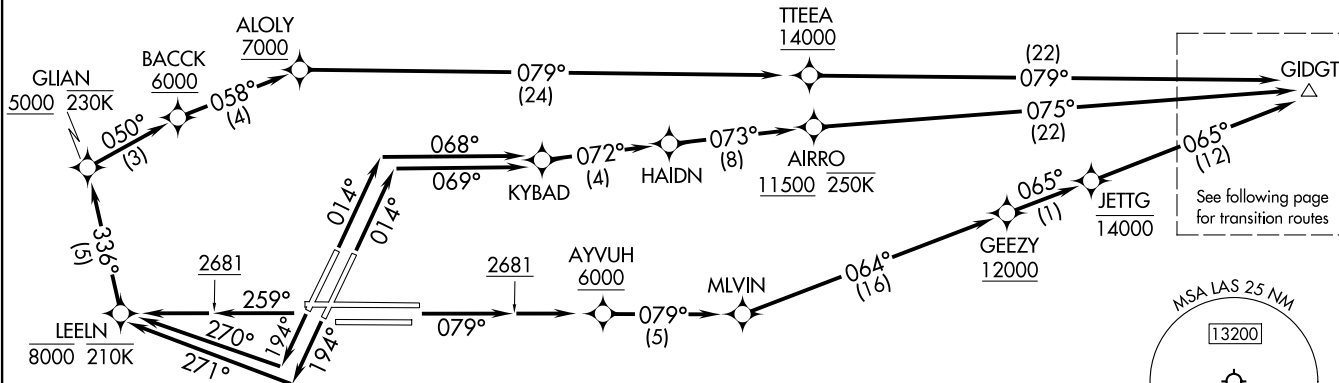 TTEEA
14000
ALOLY
7000
BACCK
6000
GLIAN
5000 230K
(22)
079°
079°
(24)
GIDGT
058°
(4)
050°
(3)
075°
(22)
068°
069°
072°
(4)
073°
(8)
KYBAD
HAIDN
AIRRO
11500 250K
065°
(12)
065°
(1)
JETTG
14000
See following page
for transition routes
014°
014°
336°
(5)
GEEZY
12000
2681
2681
AYVUH
6000
MLVIN
064°
(16)
259°
079°
079°
(5)
LEELN
8000 210K
270°
271°
194°
194°
MSA LAS 25 NM
13200